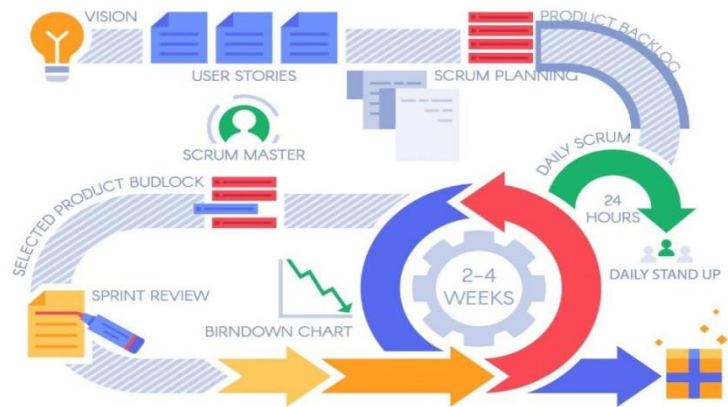 VISION
USER STORIES
PRODUCT BACKLOG
SCRUM PLANNING
SCRUM MASTER
DAILY SCRUM
24
HOURS
DAILY STAND UP
SELECTED PRODUCT BUDLOCK
2-4
WEEKS
SPRINT REVIEW
BIRNDOWN CHART